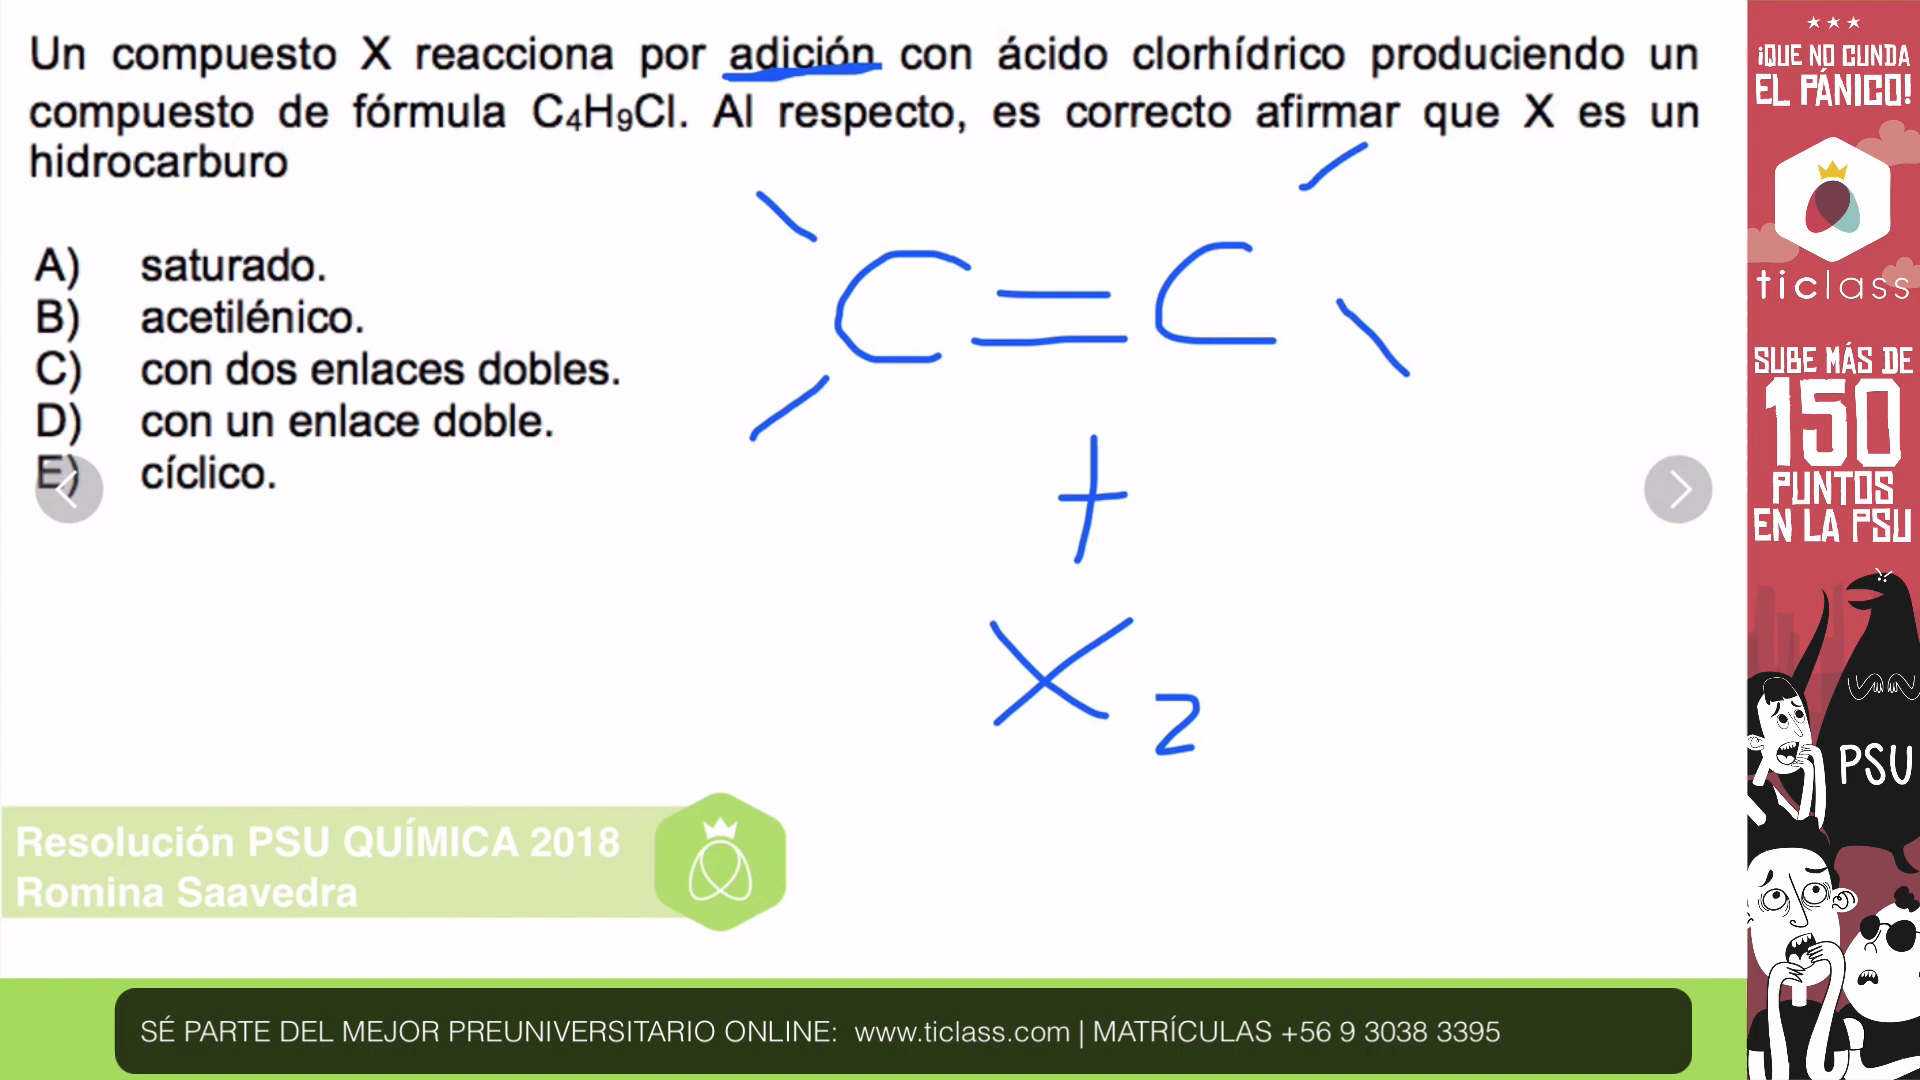 Un compuesto X reacciona por adición con ácido clorhídrico produciendo un
compuesto de fórmula C₄H₉Cl. Al respecto, es correcto afirmar que X es un
hidrocarburo
A) saturado.
B) acetilénico.
C) con dos enlaces dobles.
D) con un enlace doble.
E) cíclico.
C=C
+
X₂
Resolución PSU QUÍMICA 2018
Romina Saavedra
SÉ PARTE DEL MEJOR PREUNIVERSITARIO ONLINE: www.ticlass.com | MATRÍCULAS +56 9 3038 3395
¡QUE NO CUNDA
EL PÁNICO!
ticlass
SUBE MÁS DE
150
PUNTOS
EN LA PSU
PSU